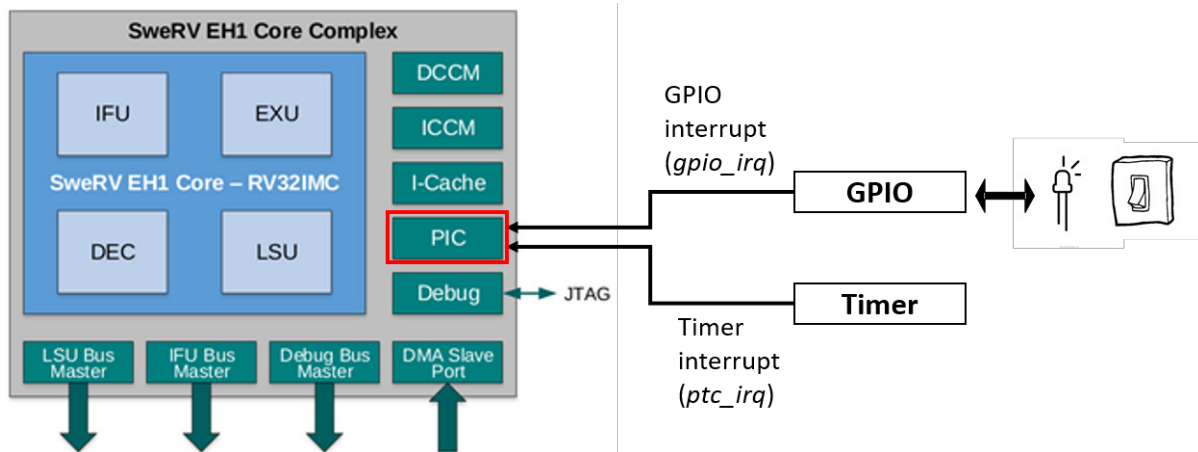 SweRV EH1 Core Complex
IFU
EXU
SweRV EH1 Core – RV32IMC
DEC
LSU
DCCM
ICCM
I-Cache
PIC
Debug
JTAG
LSU Bus
Master
IFU Bus
Master
Debug Bus
Master
DMA Slave
Port
GPIO
interrupt
(gpio_irq)
GPIO
Timer
Timer
interrupt
(ptc_irq)